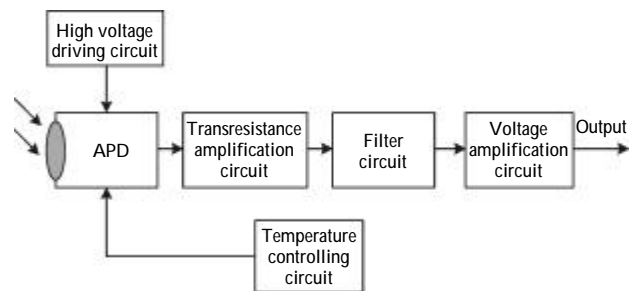 High voltage
driving circuit
APD
Transresistance
amplification
circuit
Filter
circuit
Voltage
amplification
circuit
Output
Temperature
controlling
circuit